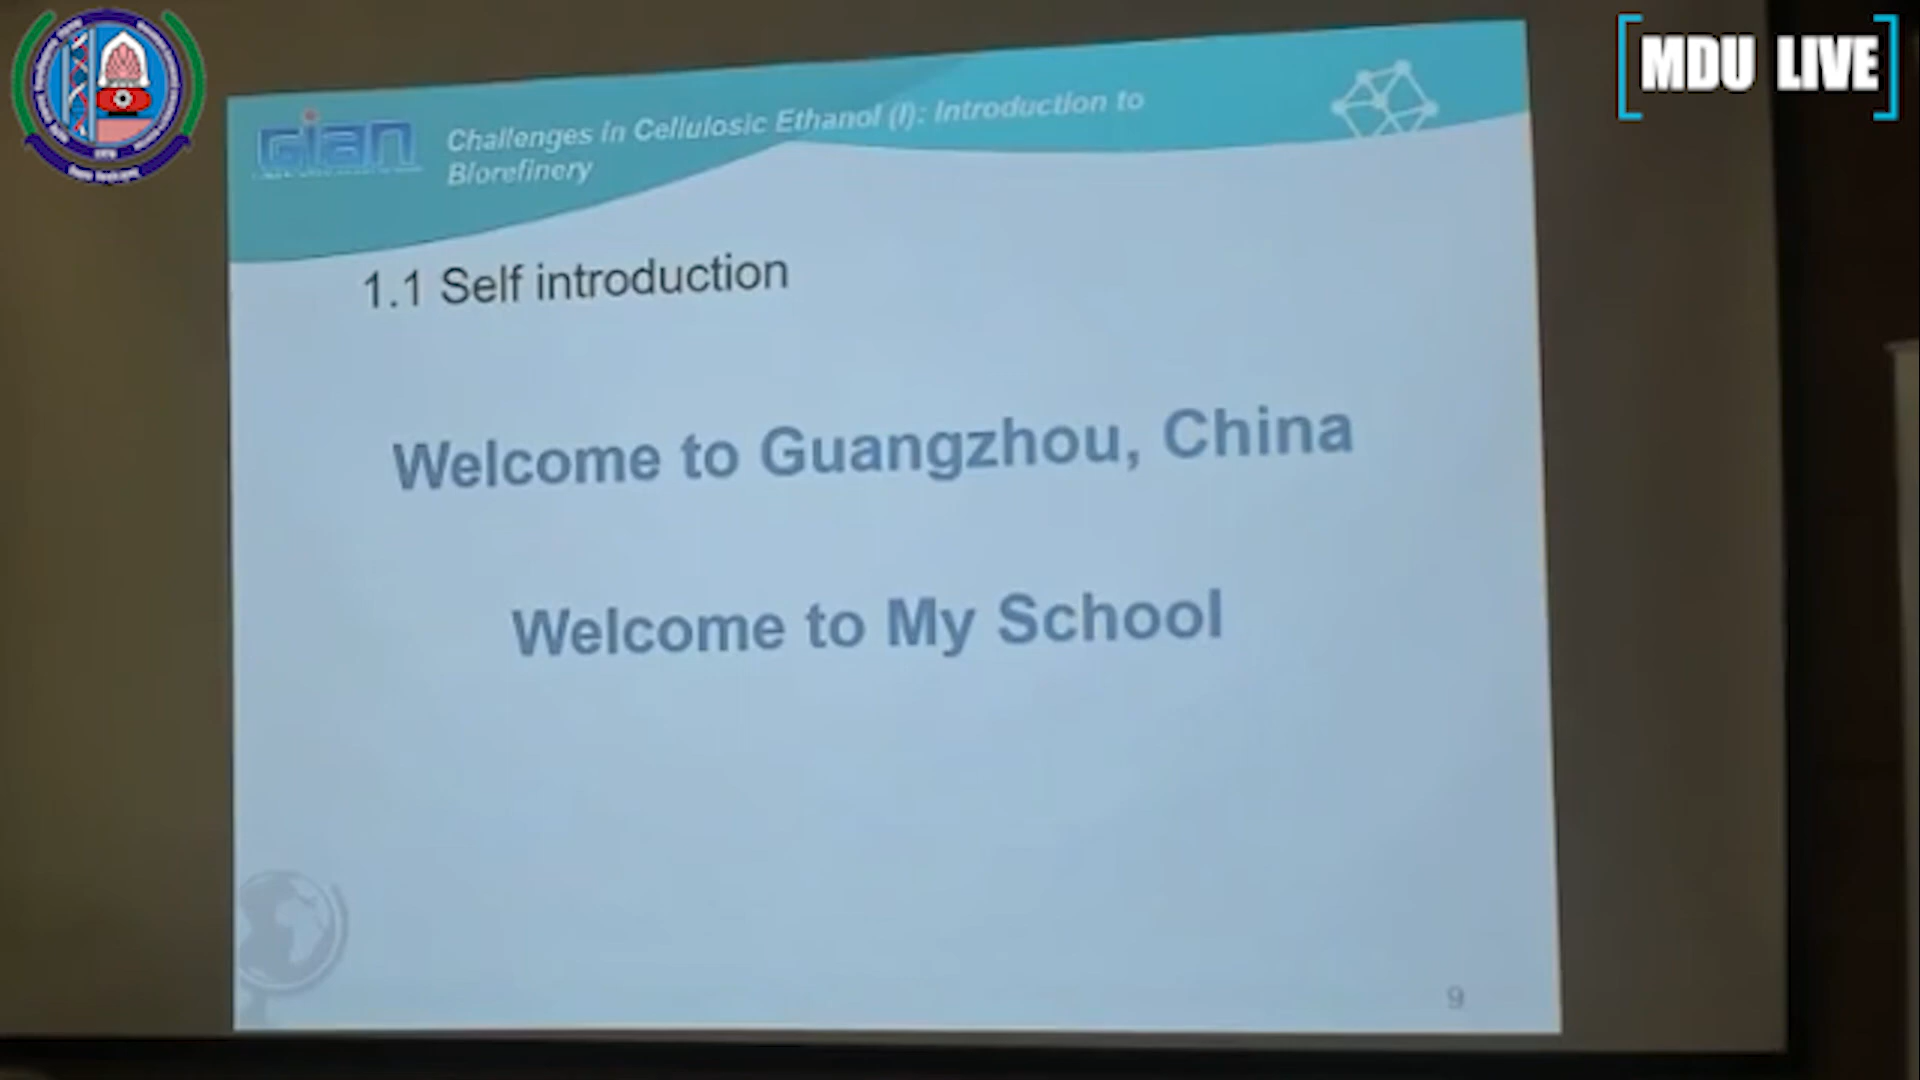 MDU LIVE
Gian
Challenges in Cellulosic Ethanol (I): Introduction to
Biorefinery
1.1 Self introduction
Welcome to Guangzhou, China
Welcome to My School
9